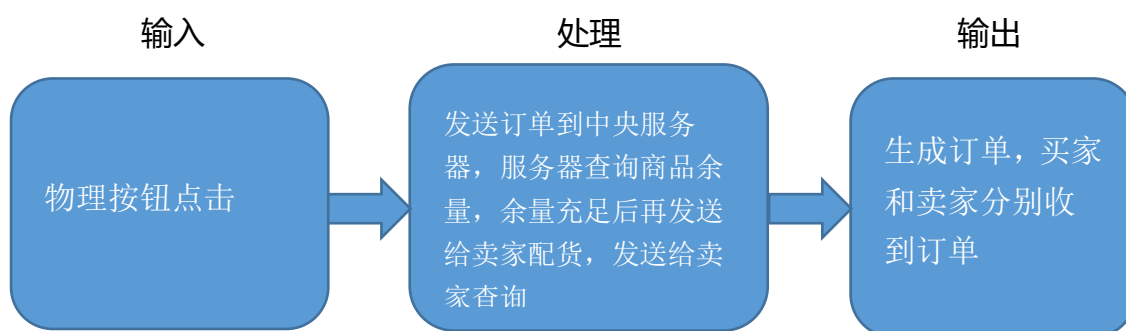 输入
处理
输出
物理按钮点击
发送订单到中央服务
器，服务器查询商品余
量，余量充足后再发送
给卖家配货，发送给卖
家查询
生成订单，买家
和卖家分别收
到订单